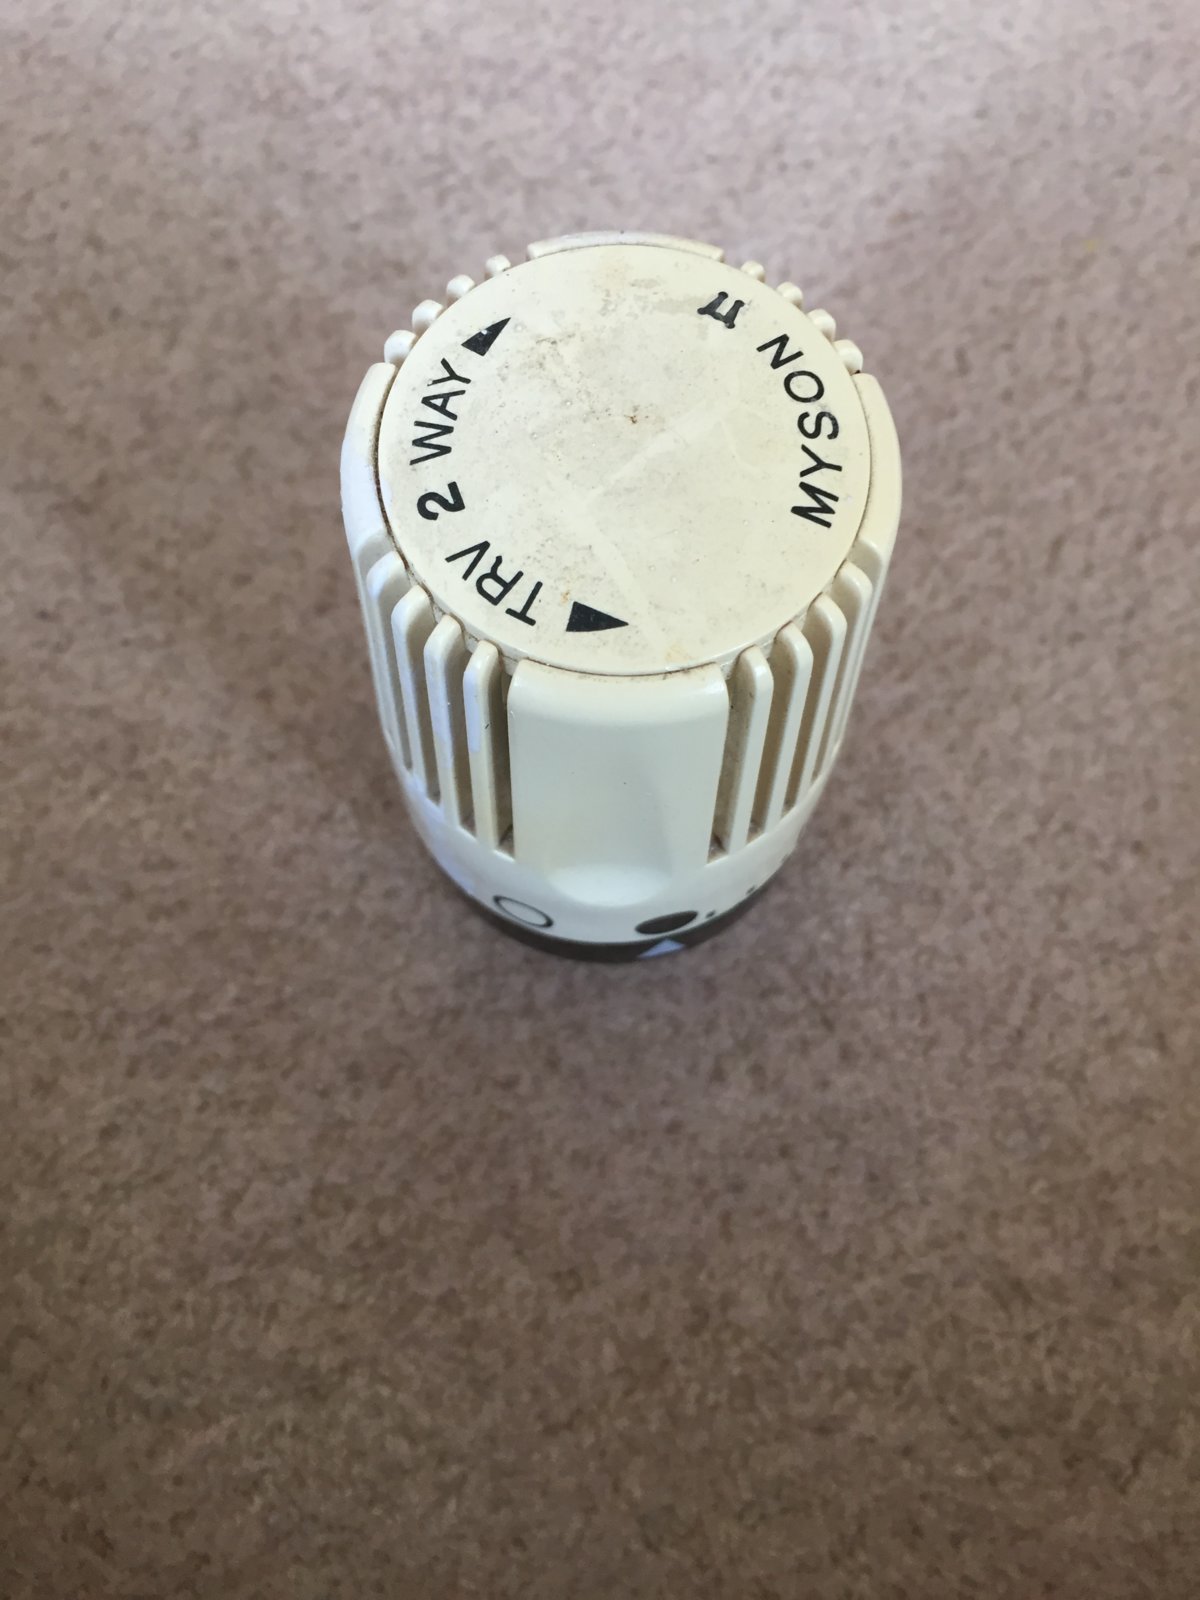 MYSON µ
◀ TRV 2 WAY ▶